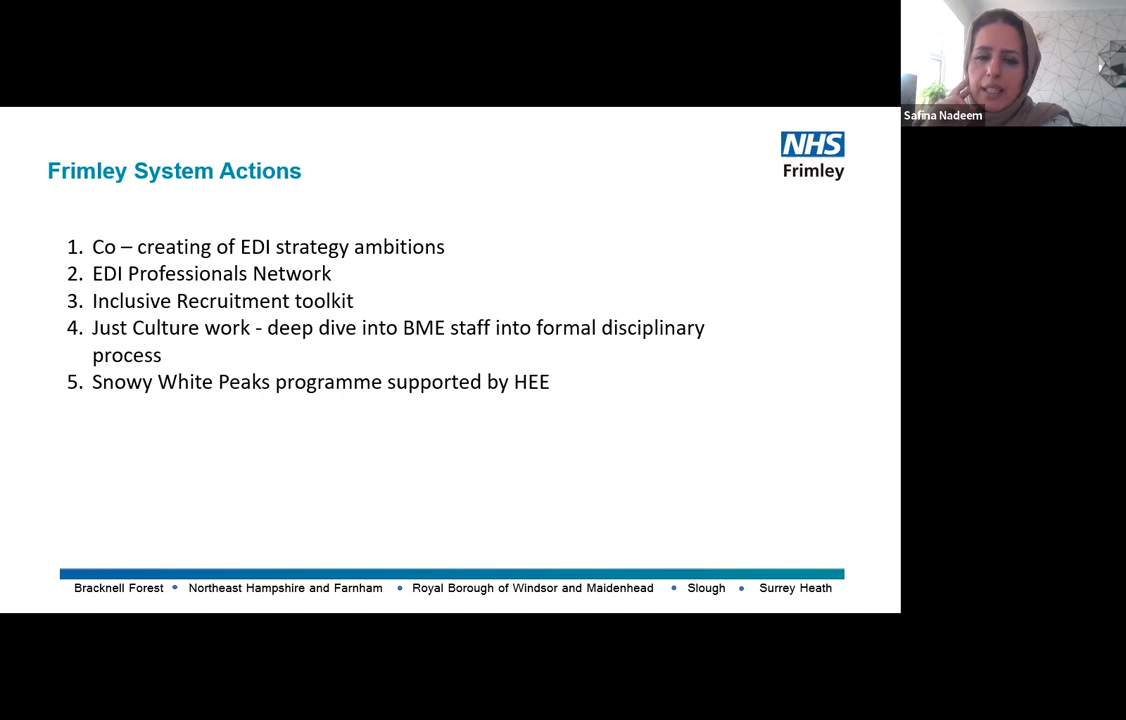 Safina Nadeem
NHS
Frimley
Frimley System Actions
1. Co – creating of EDI strategy ambitions
2. EDI Professionals Network
3. Inclusive Recruitment toolkit
4. Just Culture work - deep dive into BME staff into formal disciplinary
process
5. Snowy White Peaks programme supported by HEE
Bracknell Forest • Northeast Hampshire and Farnham • Royal Borough of Windsor and Maidenhead • Slough • Surrey Heath